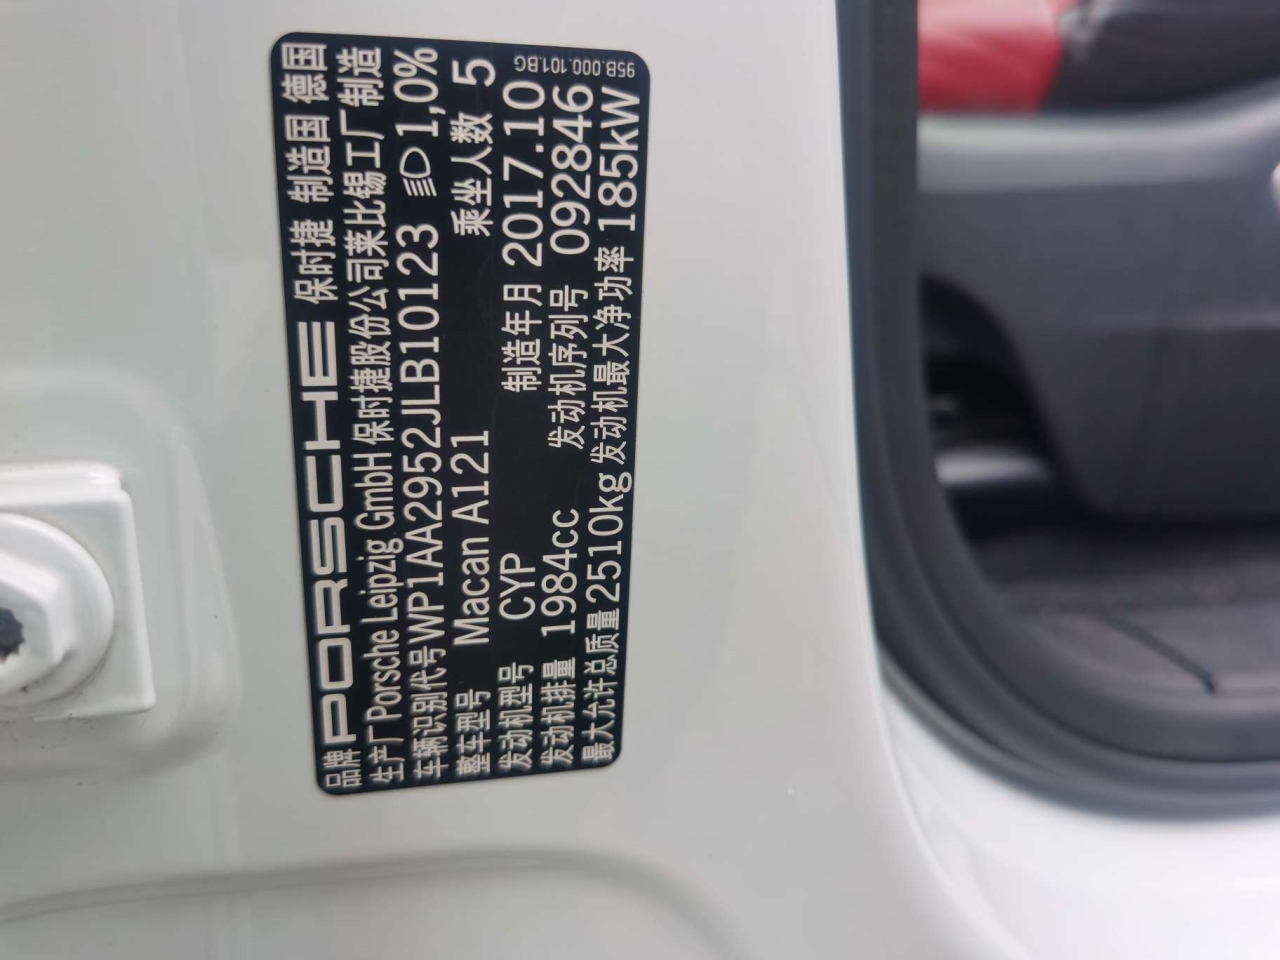 品牌 PORSCHE 保时捷 制造国 德国
生产厂 Porsche Leipzig GmbH 保时捷股份公司莱比锡工厂制造
车辆识别代号 WP1AA2952JLB10123 1,0%
整车型号 Macan A121 乘坐人数 5
发动机型号 CYP 制造年月 2017.10
发动机排量 1984cc 发动机序列号 092846
最大允许总质量 2510kg 发动机最大净功率 185kW
95B.000.101.BG